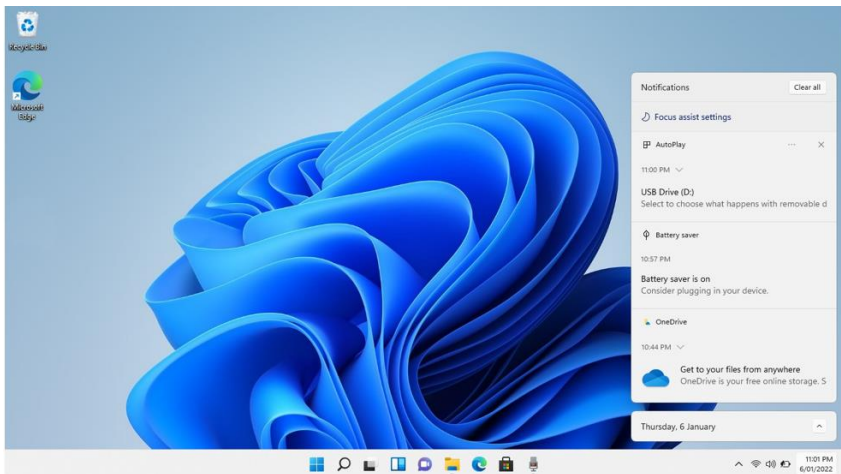 Recycle Bin
Microsoft
Edge
Notifications
Clear all
Focus assist settings
AutoPlay
11:00 PM
USB Drive (D:)
Select to choose what happens with removable d
Battery saver
10:57 PM
Battery saver is on
Consider plugging in your device.
OneDrive
10:44 PM
Get to your files from anywhere
OneDrive is your free online storage. S
Thursday, 6 January
11:01 PM
6/01/2022